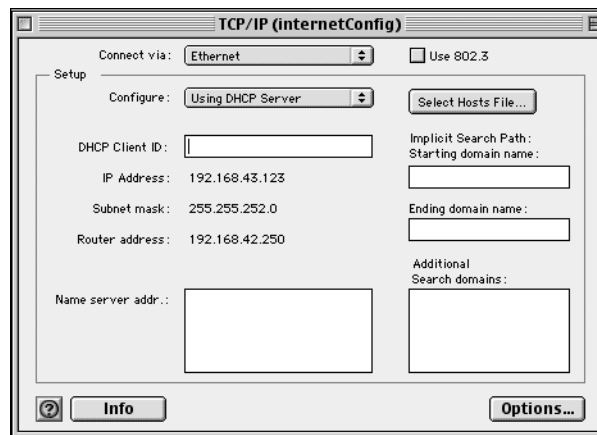 TCP/IP (internetConfig)
Connect via: Ethernet
Use 802.3
Setup
Configure: Using DHCP Server
Select Hosts File...
DHCP Client ID:
Implicit Search Path:
Starting domain name:
IP Address: 192.168.43.123
Subnet mask: 255.255.252.0
Ending domain name:
Router address: 192.168.42.250
Additional
Search domains:
Name server addr.:
?
Info
Options...